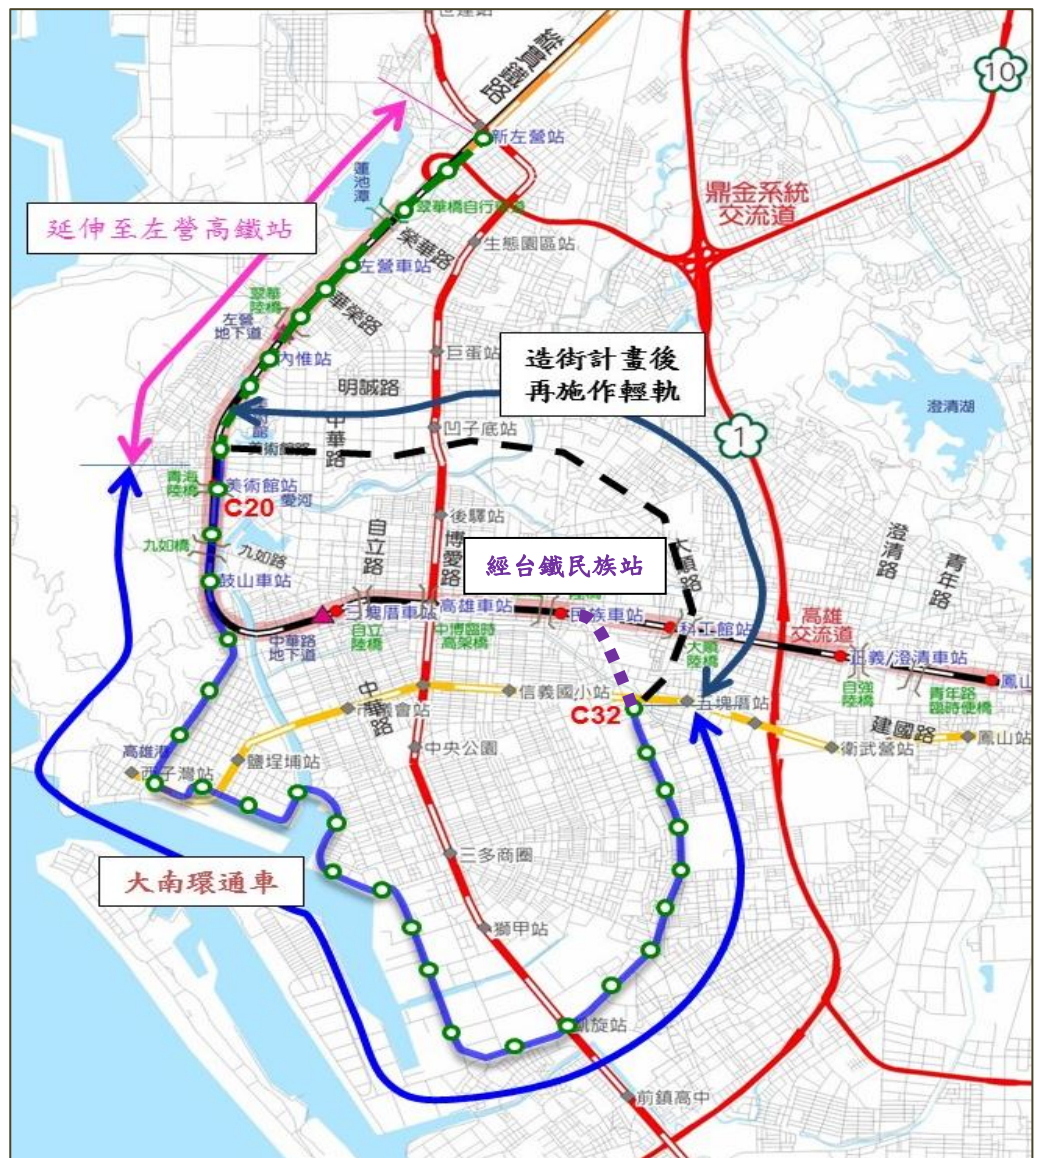 縱貫鐵路
10
新左營站
蓮池潭
鼎金系統
交流道
延伸至左營高鐵站
榮華路
生態園區站
左營車站
翠華
陸橋
華榮路
左營
地下道
造街計畫後
再施作輕軌
巨蛋站
內惟站
明誠路
澄清湖
中華路
凹子底站
1
美術館路
青海
陸橋
美術館站
C20
愛河
後驛站
自立路
博愛路
大順路
澄清路
青年路
九如橋
九如路
經台鐵民族站
鼓山車站
三塊厝車站
高雄車站
民族車站
科工館站
高雄
交流道
中華路
地下道
自立
陸橋
中博臨時
高架橋
大順
陸橋
正義/澄清車站
鳳山
自強
陸橋
青年路
臨時便橋
信義國小站
五塊厝站
中華路
C32
建國路
中央公園
衛武營站
鳳山站
高雄港
鹽埕埔站
西子灣站
三多商圈
大南環通車
獅甲站
凱旋站
前鎮高中